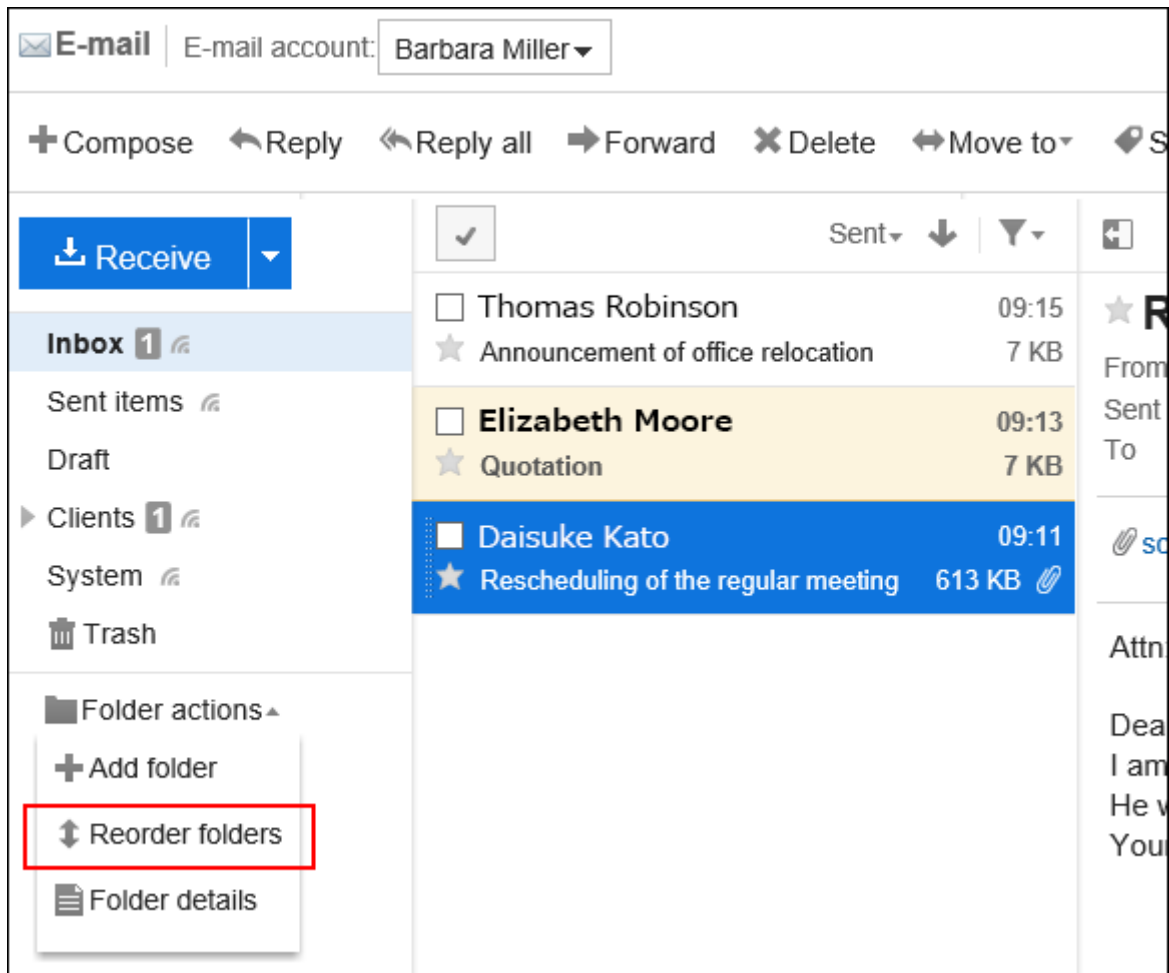 E-mail E-mail account: Barbara Miller
Compose Reply Reply all Forward Delete Move to
Receive
Inbox 1
Sent items
Draft
Clients 1
System
Trash
Folder actions
Add folder
Reorder folders
Folder details
Sent
Thomas Robinson 09:15
Announcement of office relocation 7 KB
Elizabeth Moore 09:13
Quotation 7 KB
Daisuke Kato 09:11
Rescheduling of the regular meeting 613 KB
From
Sent
To
Attn:
I am
He